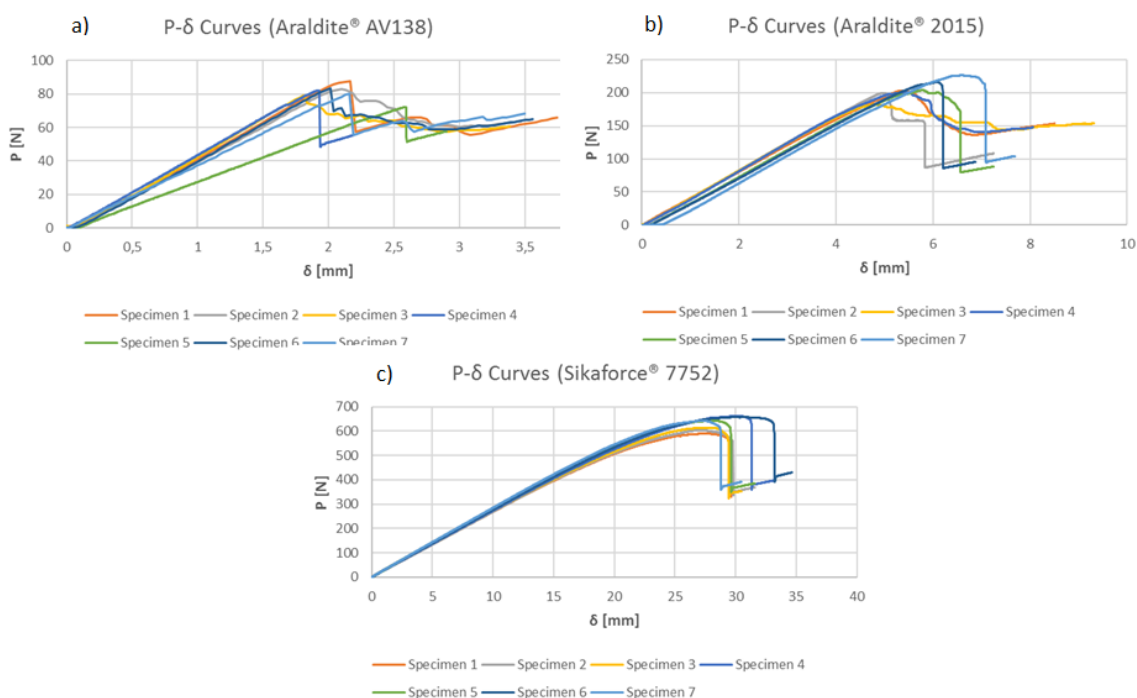 a)
P-δ Curves (Araldite® AV138)
100
80
60
40
20
0
P [N]
0 0,5 1 1,5 2 2,5 3 3,5
δ [mm]
Specimen 1 Specimen 2 Specimen 3 Specimen 4
Specimen 5 Specimen 6 Specimen 7
b)
P-δ Curves (Araldite® 2015)
250
200
150
100
50
0
P [N]
0 2 4 6 8 10
δ [mm]
Specimen 1 Specimen 2 Specimen 3 Specimen 4
Specimen 5 Specimen 6 Specimen 7
c)
P-δ Curves (Sikaforce® 7752)
700
600
500
400
300
200
100
0
P [N]
0 5 10 15 20 25 30 35 40
δ [mm]
Specimen 1 Specimen 2 Specimen 3 Specimen 4
Specimen 5 Specimen 6 Specimen 7